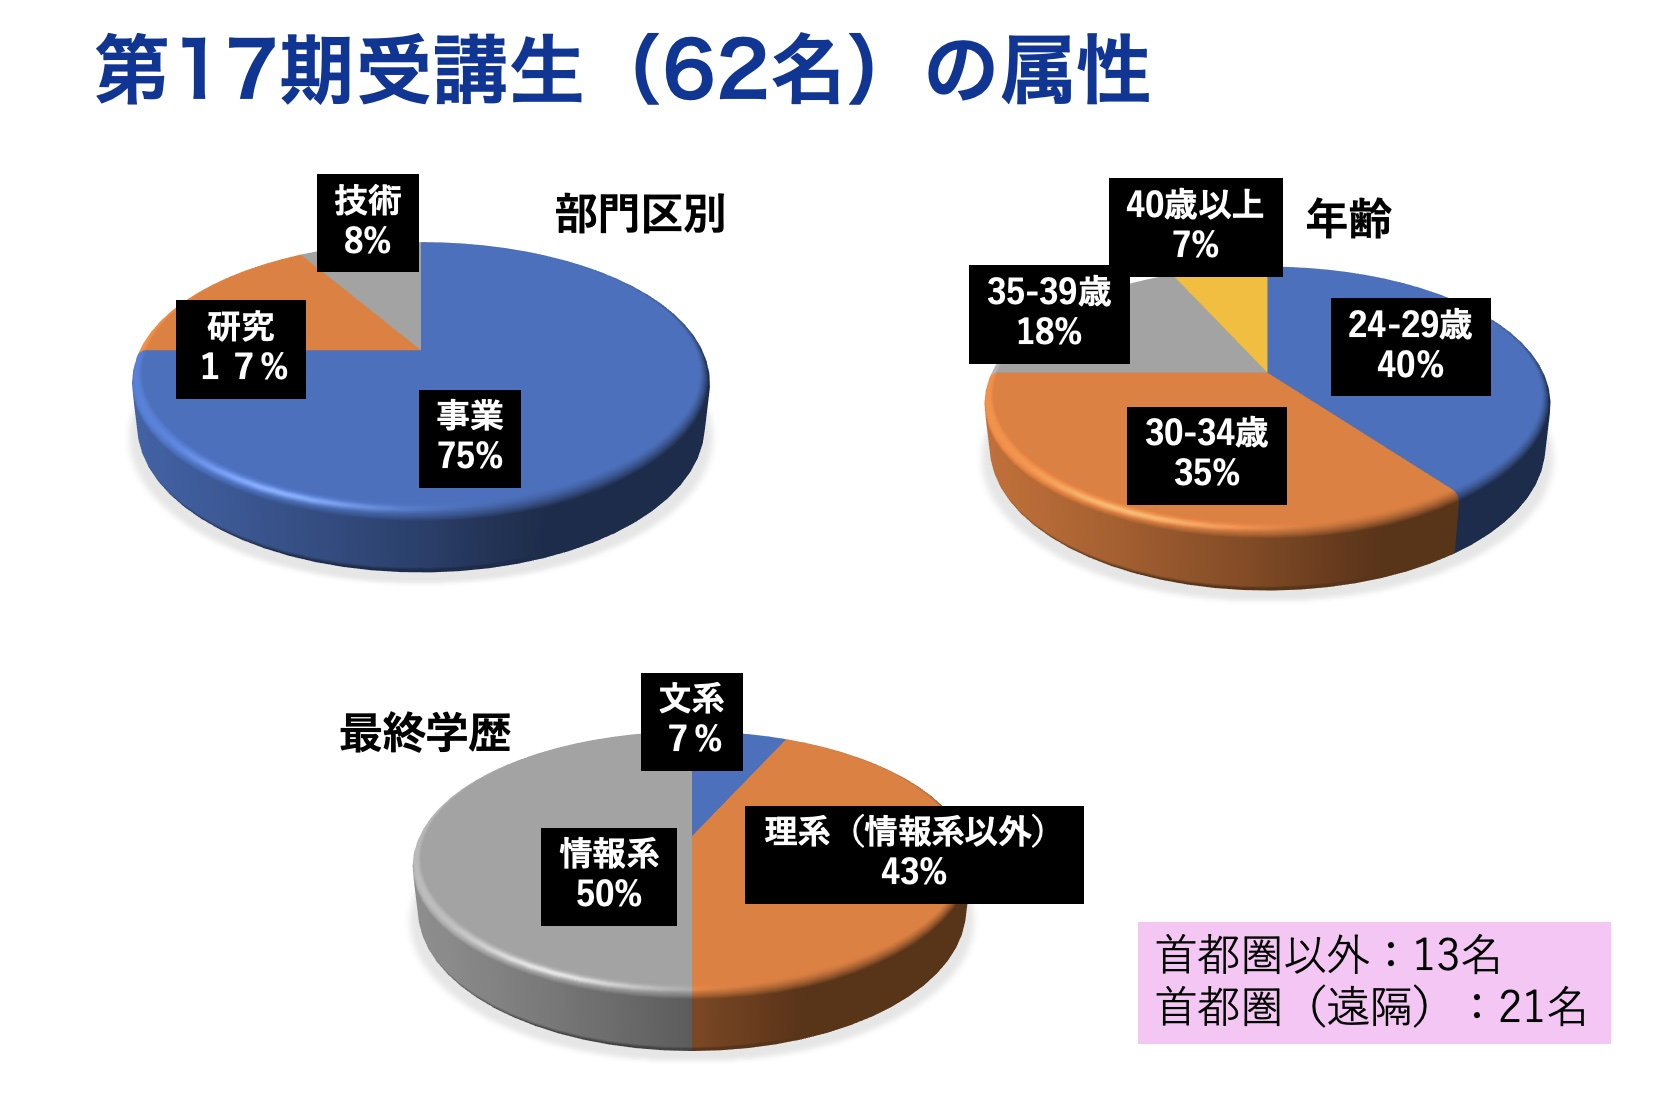 第17期受講生（62名）の属性
部門区別
技術
8%
研究
１７%
事業
75%
年齢
40歳以上
7%
35-39歳
18%
24-29歳
40%
30-34歳
35%
最終学歴
文系
７%
情報系
50%
理系（情報系以外）
43%
首都圏以外：13名
首都圏（遠隔）：21名